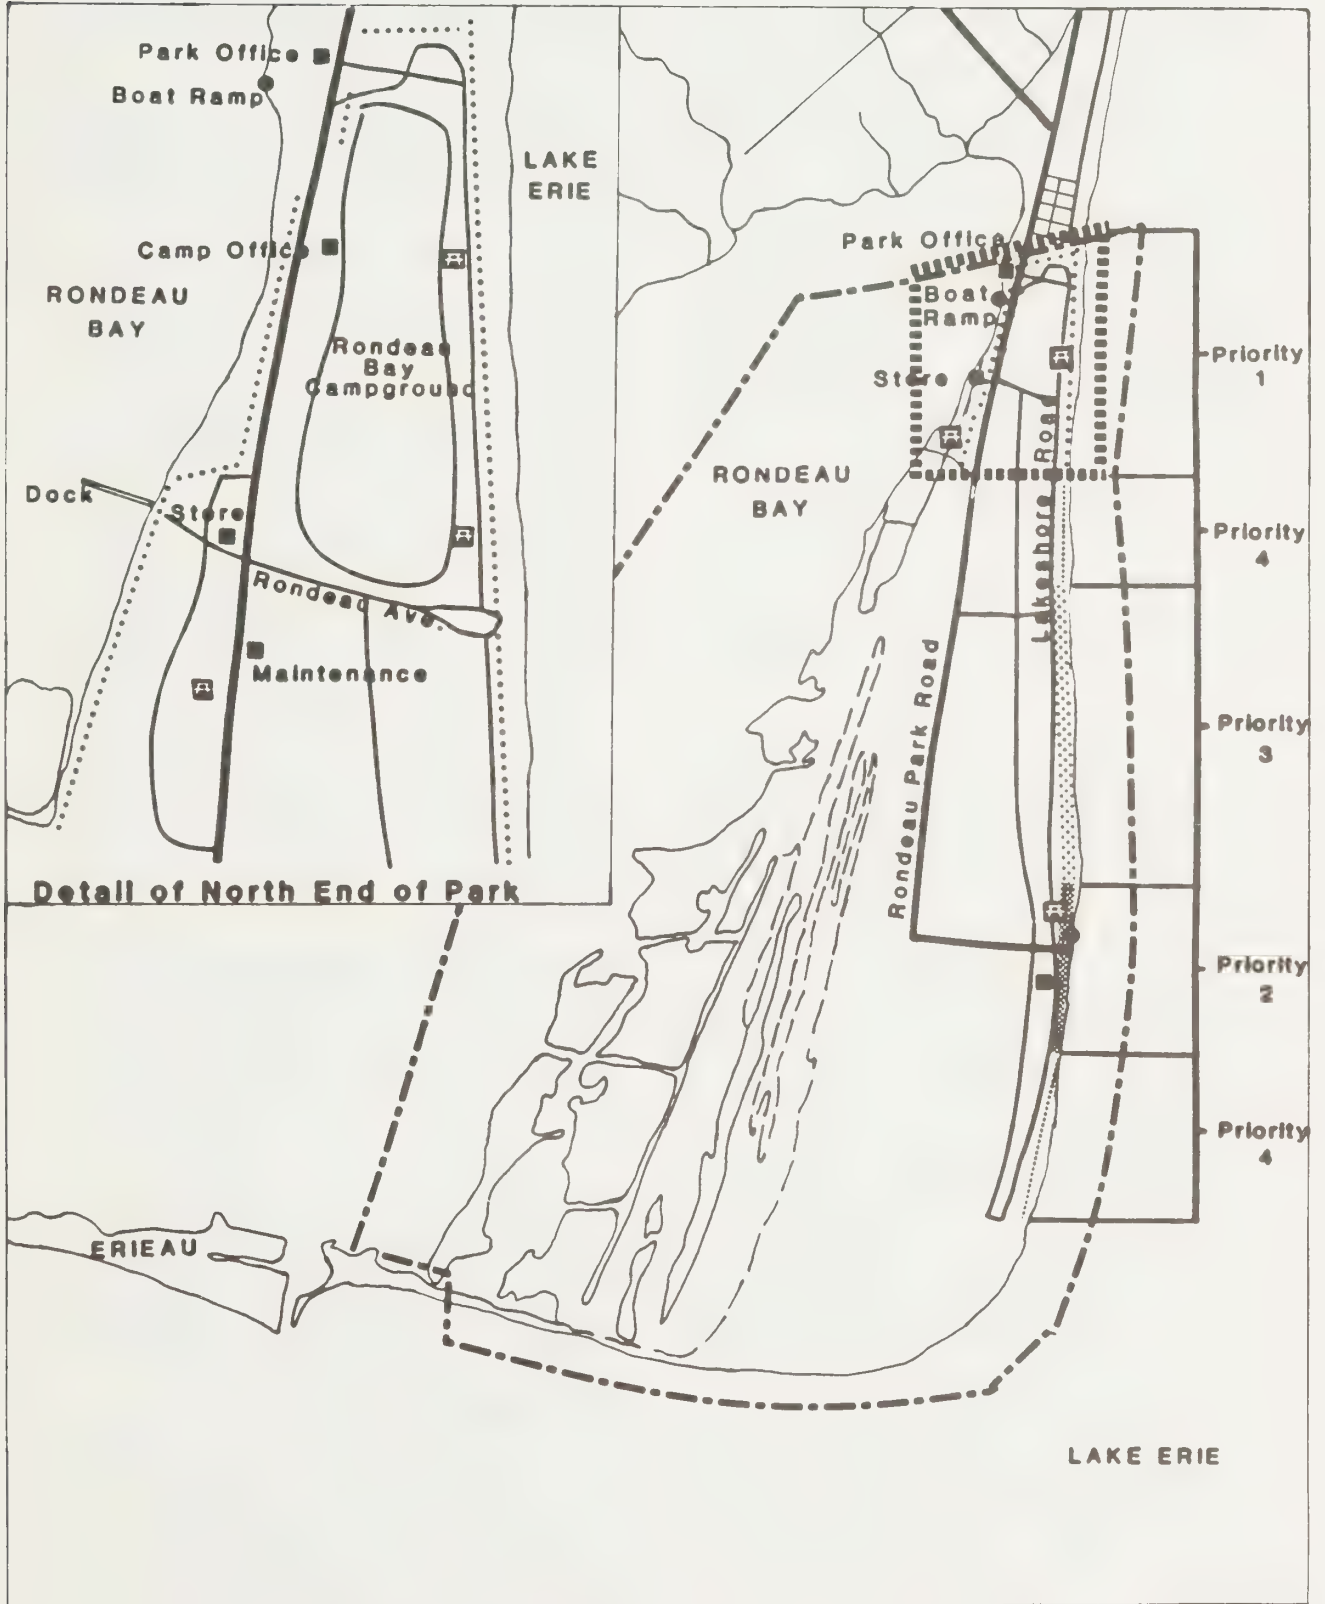 Park Office
Boat Ramp
LAKE
ERIE
Camp Office
RONDEAU
BAY
Rondeau
Bay
Campground
Dock
Store
Rondeau Ave.
Maintenance
Detail of North End of Park
Park Office
Boat
Ramp
Store
RONDEAU
BAY
Lakeshore Road
Rondeau Park Road
Priority
1
Priority
4
Priority
3
Priority
2
Priority
4
ERIEAU
LAKE ERIE